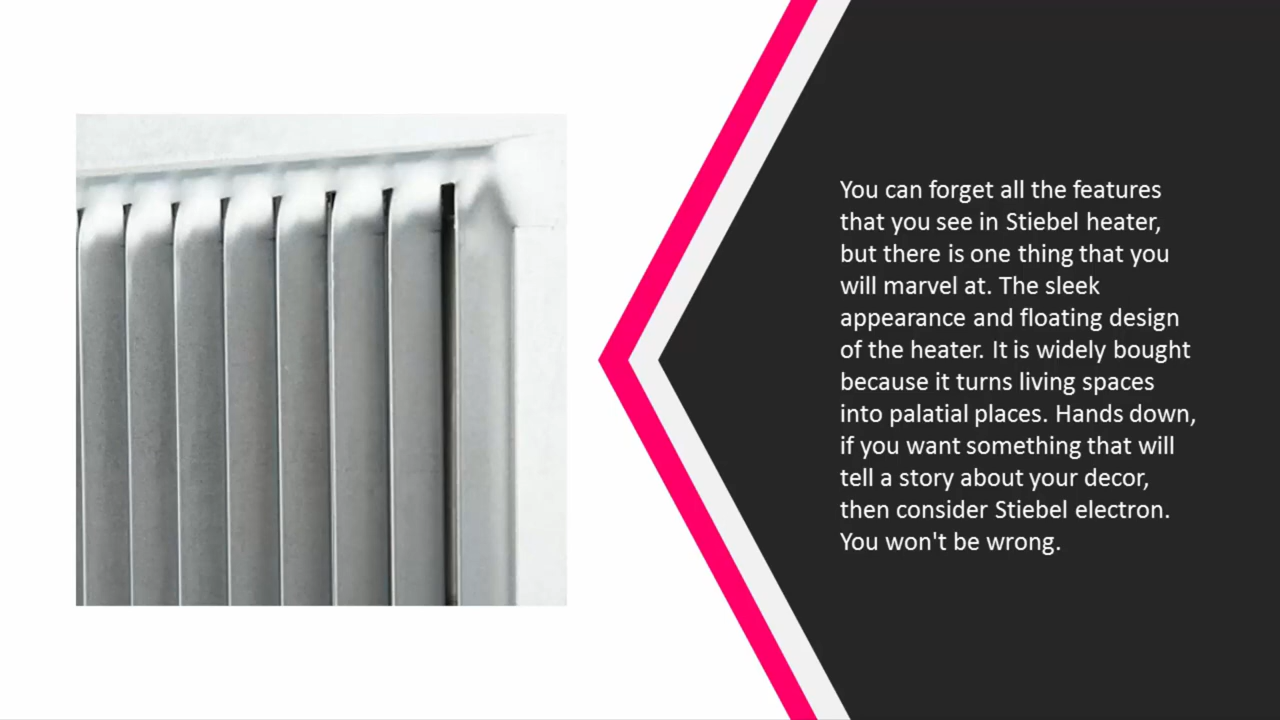 You can forget all the features
that you see in Stiebel heater,
but there is one thing that you
will marvel at. The sleek
appearance and floating design
of the heater. It is widely bought
because it turns living spaces
into palatial places. Hands down,
if you want something that will
tell a story about your decor,
then consider Stiebel electron.
You won't be wrong.